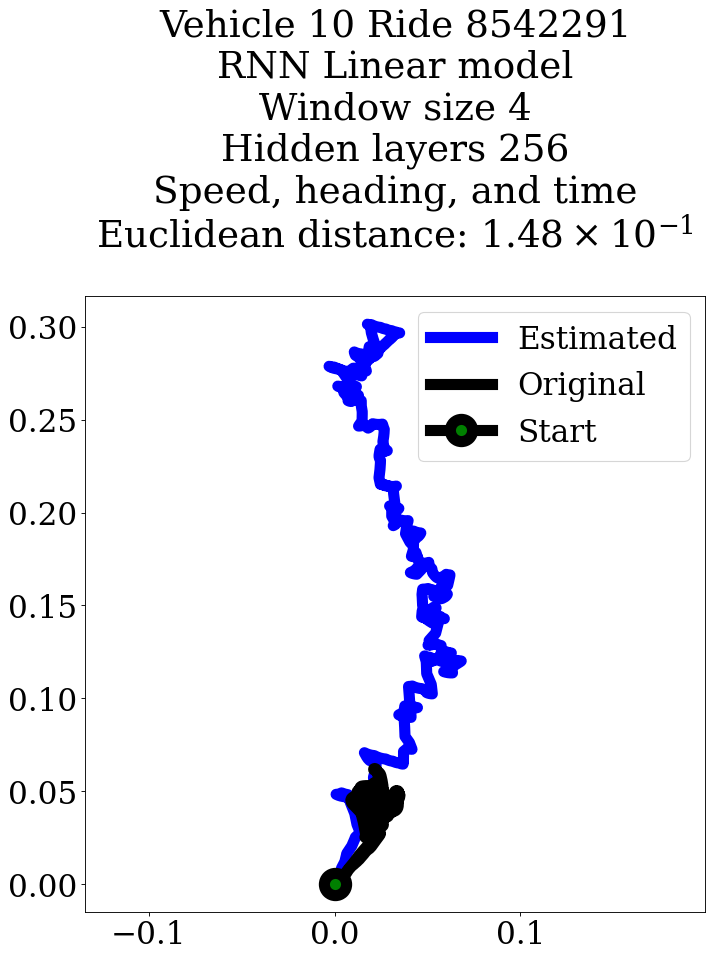 Vehicle 10 Ride 8542291
RNN Linear model
Window size 4
Hidden layers 256
Speed, heading, and time
Euclidean distance: 1.48 × 10⁻¹
0.30
0.25
0.20
0.15
0.10
0.05
0.00
−0.1
0.0
0.1
Estimated
Original
Start